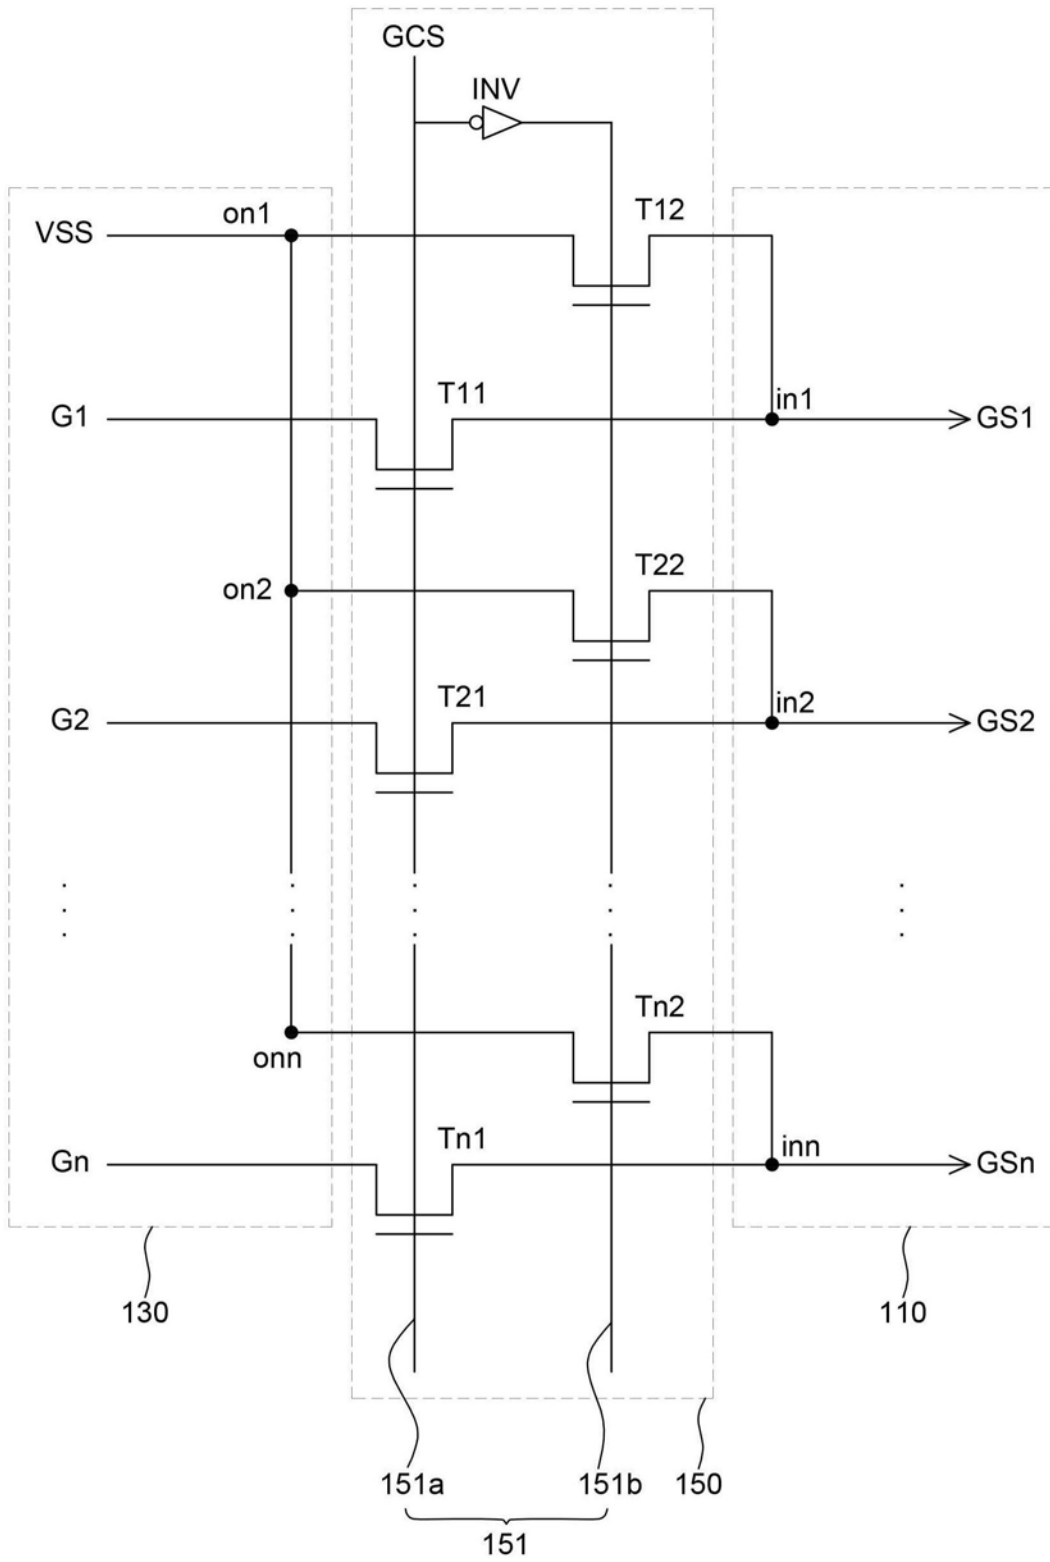 GCS
INV
T12
on1
VSS
T11
in1
G1
GS1
T22
on2
T21
in2
G2
GS2
Tn2
onn
Tn1
inn
Gn
GSn
130
110
151a
151b
150
151